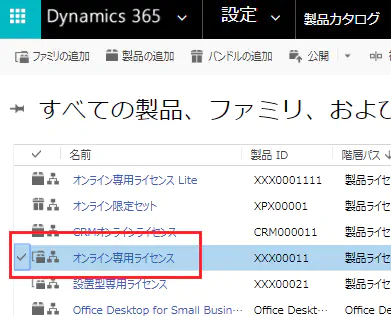 Dynamics 365 設定 製品カタログ
ファミリの追加 製品の追加 バンドルの追加 公開
すべての製品、ファミリ、および
名前 製品 ID 階層パス
オンライン専用ライセンス Lite XXX0001111 製品ライセ
オンライン限定セット XPX00001 製品ライセ
CRMオンラインライセンス CRM000011 製品ライセ
オンライン専用ライセンス XXX00011 製品ライセ
設置型専用ライセンス XXX00021 製品ライセ
Office Desktop for Small Busin... Office Deskt... 製品ライセ